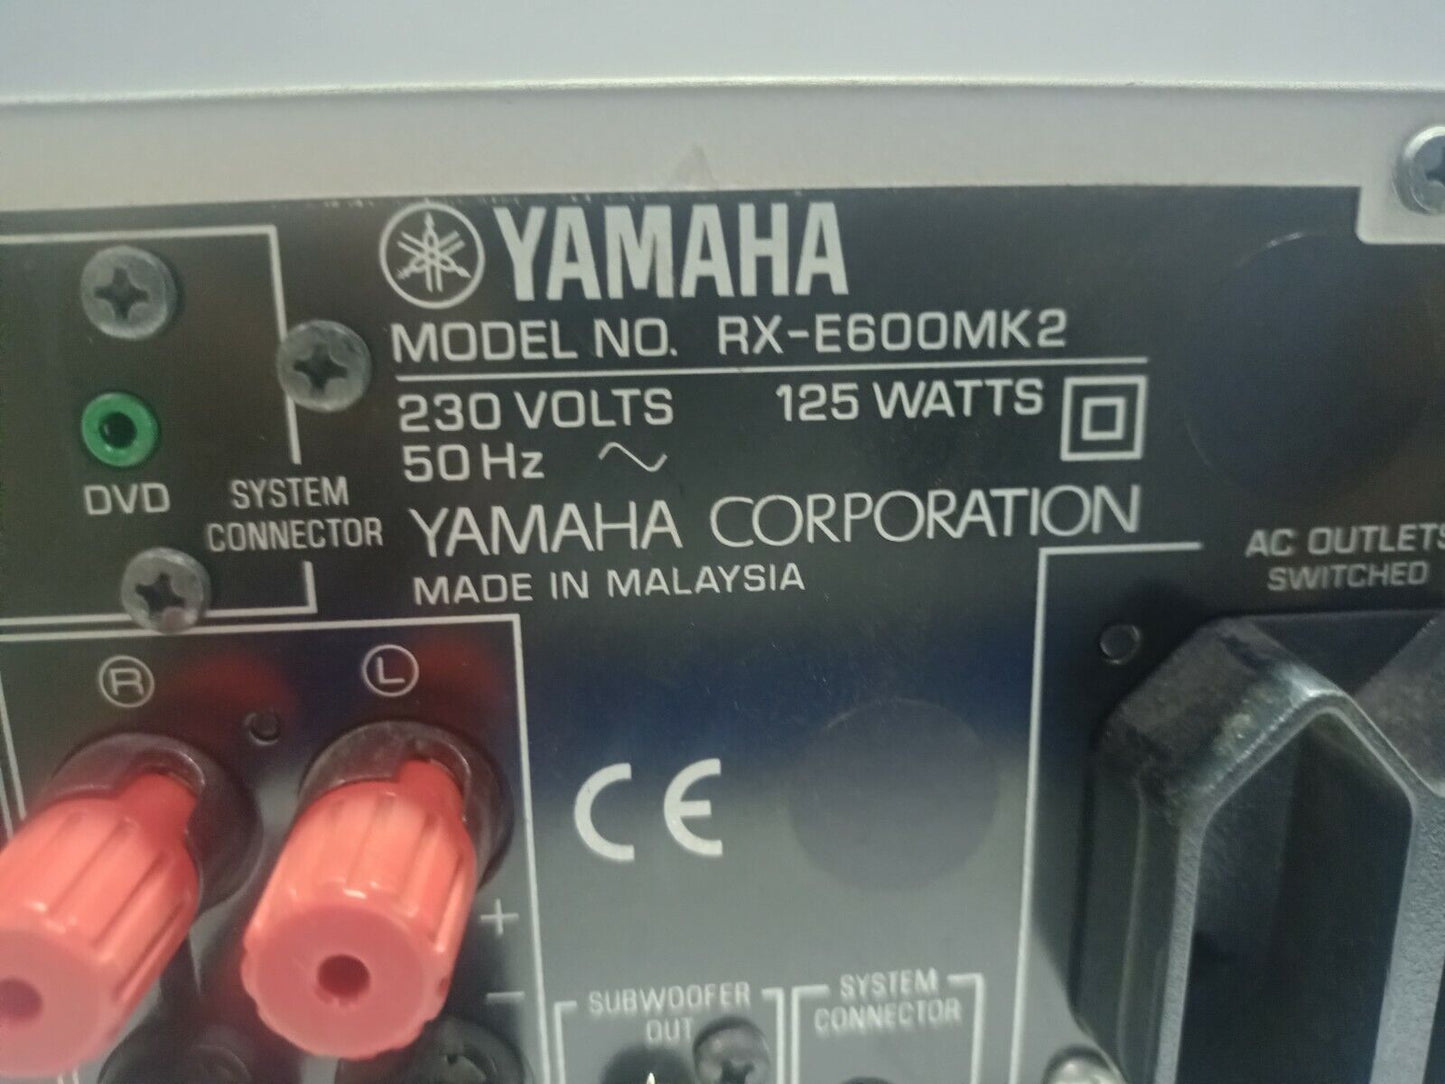 YAMAHA
MODEL NO. RX-E600MK2
230 VOLTS 125 WATTS
50 Hz
YAMAHA CORPORATION
MADE IN MALAYSIA
DVD
SYSTEM
CONNECTOR
AC OUTLETS
SWITCHED
R
L
CE
+
−
SUBWOOFER
OUT
SYSTEM
CONNECTOR